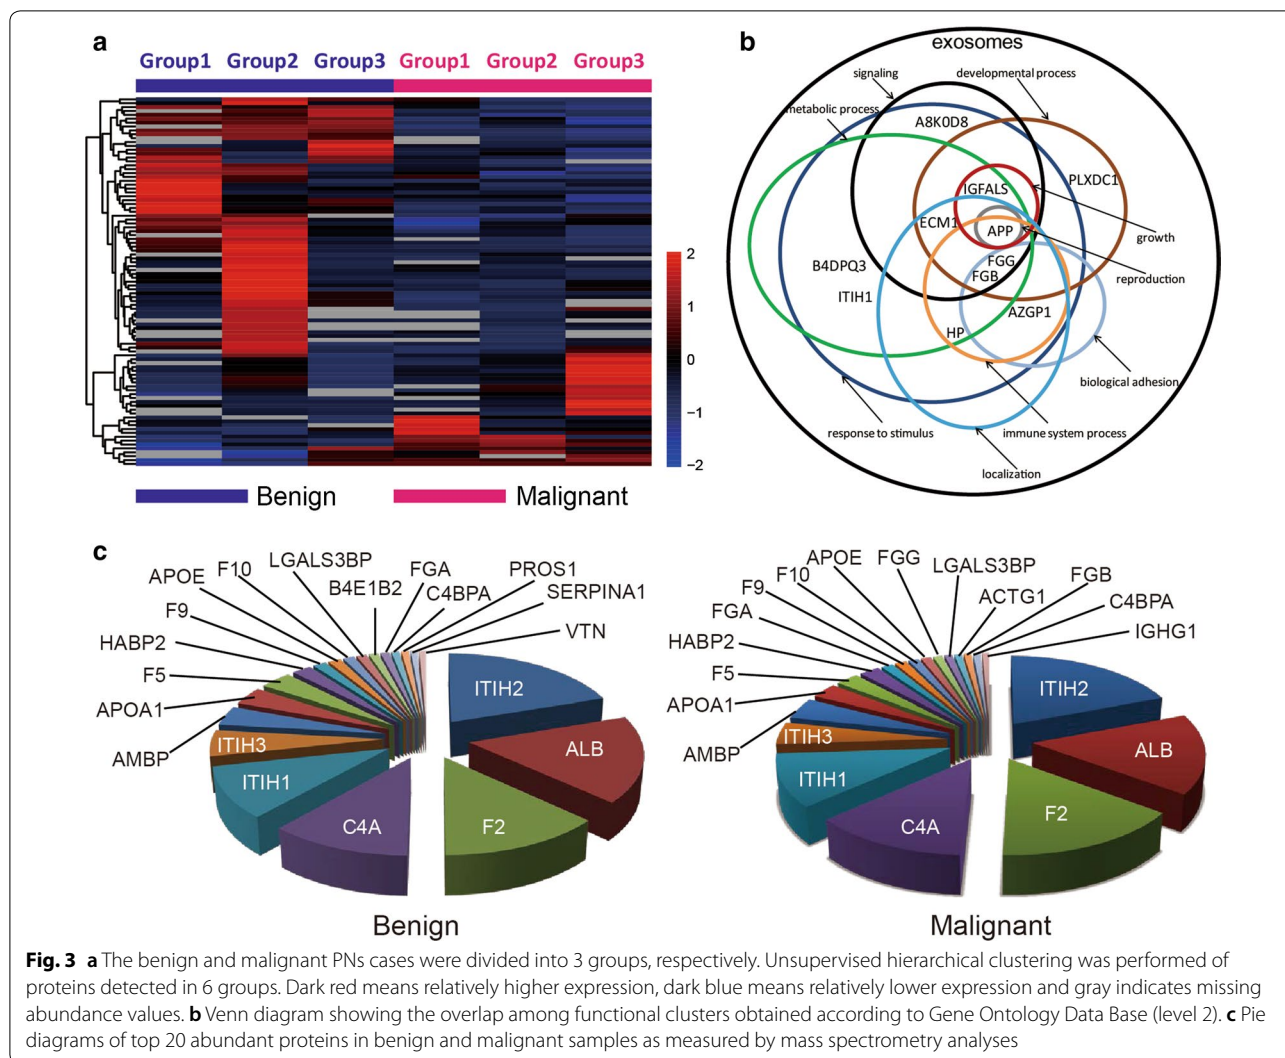 a
Group1 Group2 Group3 Group1 Group2 Group3
2
1
0
−1
−2
Benign Malignant
b
exosomes
signaling
developmental process
metabolic process
A8K0D8
PLXDC1
IGFALS
ECM1
APP
growth
FGG
FGB
reproduction
B4DPQ3
ITIH1
AZGP1
HP
biological adhesion
response to stimulus
immune system process
localization
c
LGALS3BP
F10
APOE
B4E1B2
FGA
C4BPA
PROS1
SERPINA1
VTN
F9
HABP2
F5
APOA1
AMBP
ITIH3
ITIH1
C4A
F2
ALB
ITIH2
Benign
APOE
FGG
LGALS3BP
F10
F9
ACTG1
FGB
C4BPA
IGHG1
FGA
HABP2
F5
APOA1
AMBP
ITIH3
ITIH1
C4A
F2
ALB
ITIH2
Malignant
Fig. 3 a The benign and malignant PNs cases were divided into 3 groups, respectively. Unsupervised hierarchical clustering was performed of
proteins detected in 6 groups. Dark red means relatively higher expression, dark blue means relatively lower expression and gray indicates missing
abundance values. b Venn diagram showing the overlap among functional clusters obtained according to Gene Ontology Data Base (level 2). c Pie
diagrams of top 20 abundant proteins in benign and malignant samples as measured by mass spectrometry analyses